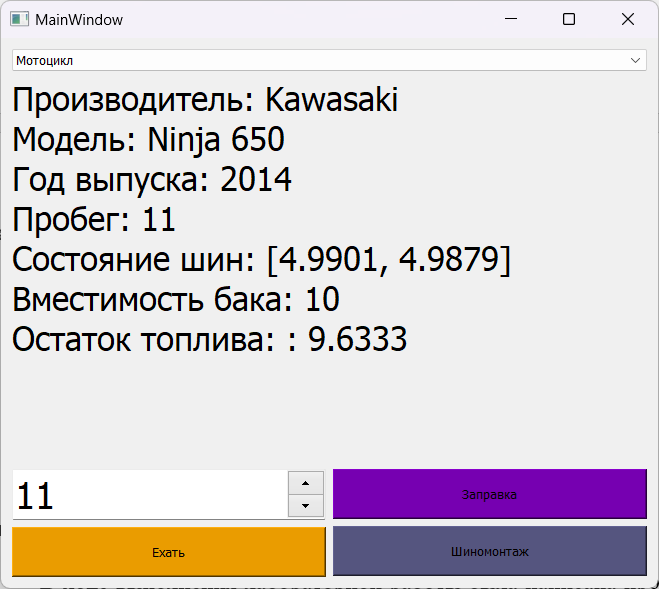 MainWindow
Мотоцикл
Производитель: Kawasaki
Модель: Ninja 650
Год выпуска: 2014
Пробег: 11
Состояние шин: [4.9901, 4.9879]
Вместимость бака: 10
Остаток топлива: : 9.6333
11
Заправка
Ехать
Шиномонтаж